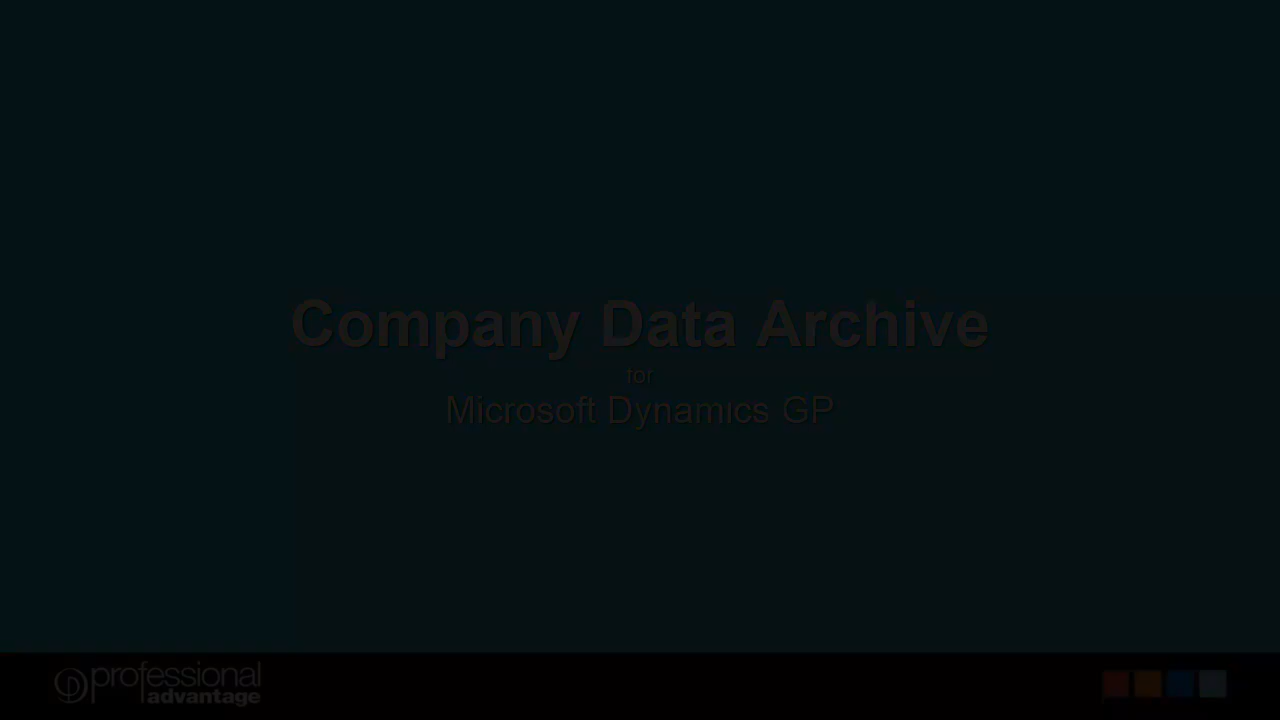 Company Data Archive
for
Microsoft Dynamics GP
professional
advantage